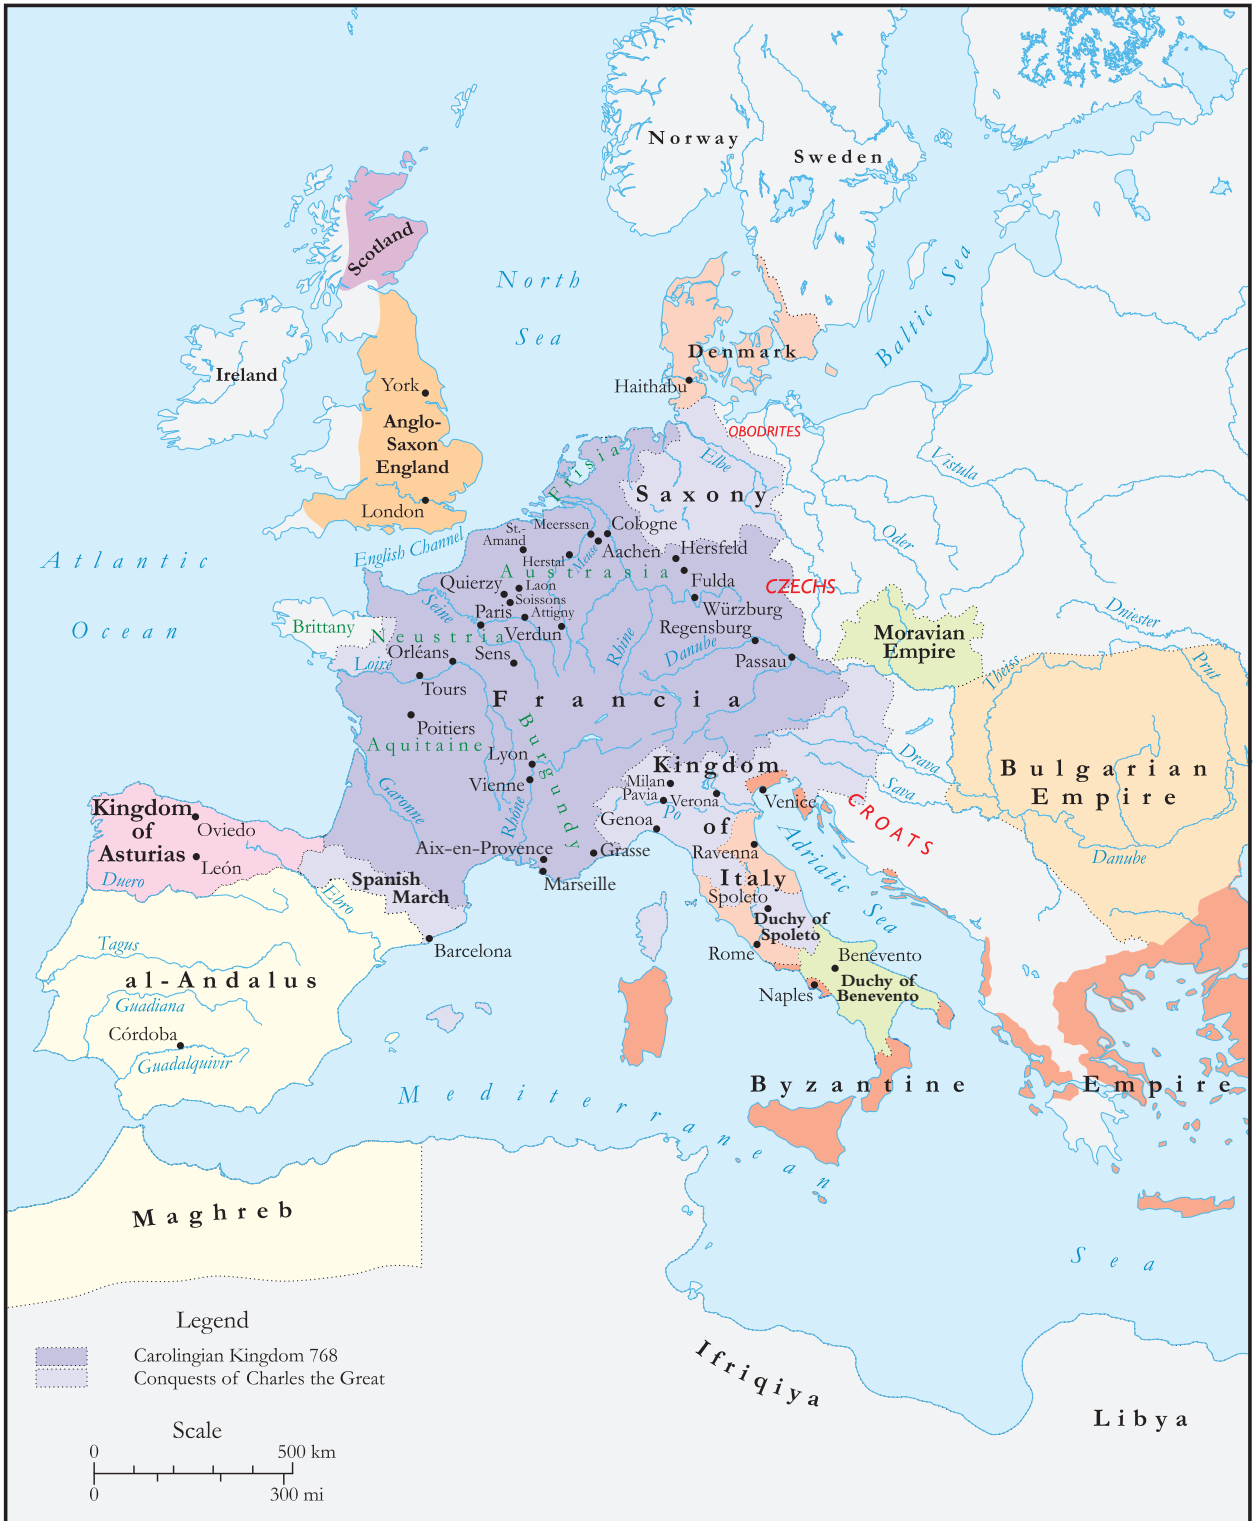 Norway
Sweden
Scotland
North
Sea
Baltic Sea
Ireland
Denmark
Haithabu
York
Anglo-
Saxon
England
London
OBODRITES
Elbe
Frisia
Saxony
Vistula
Oder
Atlantic
Ocean
English Channel
St.-
Amand
Meerssen
Cologne
Aachen
Herstal
Meuse
Hersfeld
Austrasia
Fulda
CZECHS
Quierzy
Laon
Soissons
Attigny
Paris
Seine
Würzburg
Brittany
Neustria
Verdun
Regensburg
Rhine
Danube
Passau
Moravian
Empire
Dniester
Theiss
Prut
Loire
Orléans
Sens
Tours
Francia
Poitiers
Aquitaine
Burgundy
Lyon
Vienne
Rhône
Garonne
Kingdom
of
Italy
Milan
Pavia
Verona
Po
Venice
Genoa
Drava
Sava
CROATS
Bulgarian
Empire
Danube
Kingdom
of
Asturias
Oviedo
León
Duero
Aix-en-Provence
Grasse
Marseille
Ravenna
Adriatic Sea
Spanish
March
Ebro
Spoleto
Duchy of
Spoleto
Rome
Barcelona
Tagus
al-Andalus
Guadiana
Córdoba
Guadalquivir
Benevento
Duchy of
Benevento
Naples
Byzantine Empire
Mediterranean
Sea
Maghreb
Ifriqiya
Libya
Legend
Carolingian Kingdom 768
Conquests of Charles the Great
Scale
0 500 km
0 300 mi